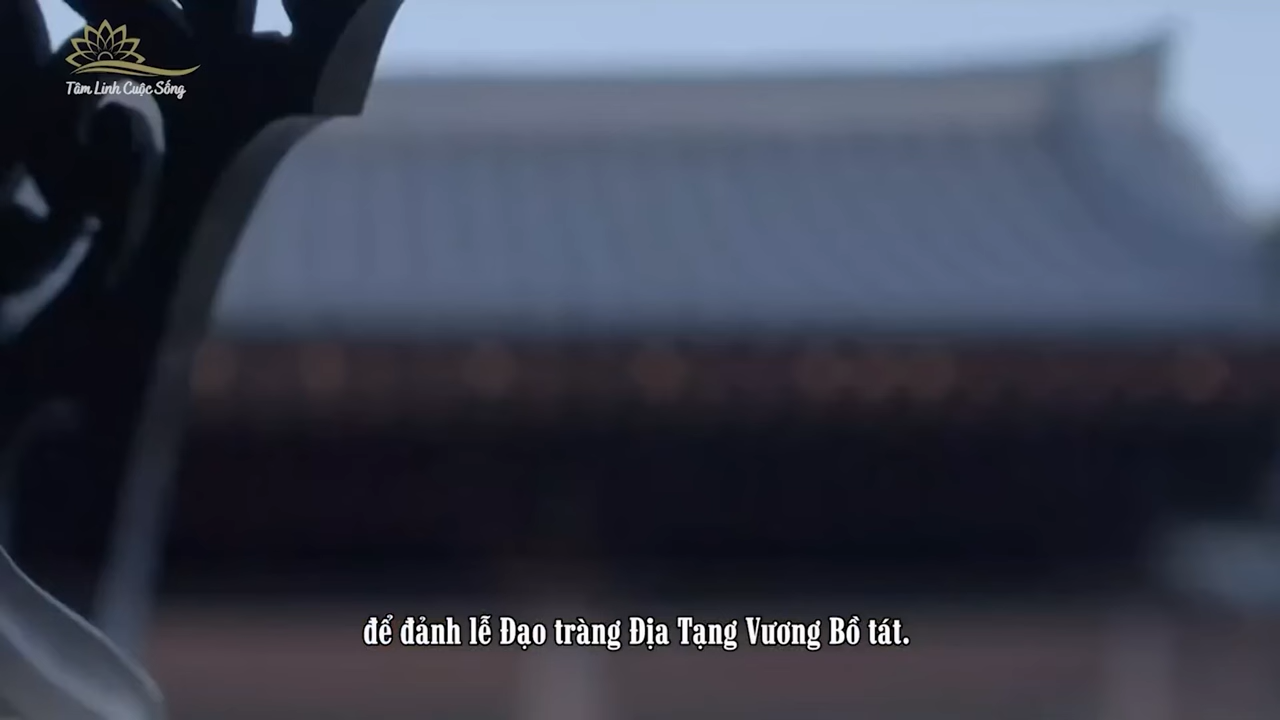 Tâm Linh Cuộc Sống
để đảnh lễ Đạo tràng Địa Tạng Vương Bồ tát.